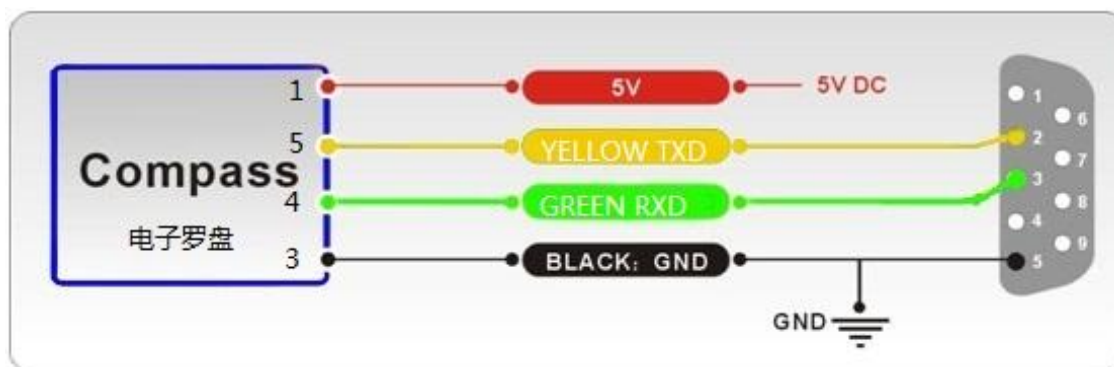 1
5V
5V DC
5
YELLOW TXD
Compass
4
GREEN RXD
电子罗盘
3
BLACK: GND
GND
1
6
2
7
3
8
4
9
5